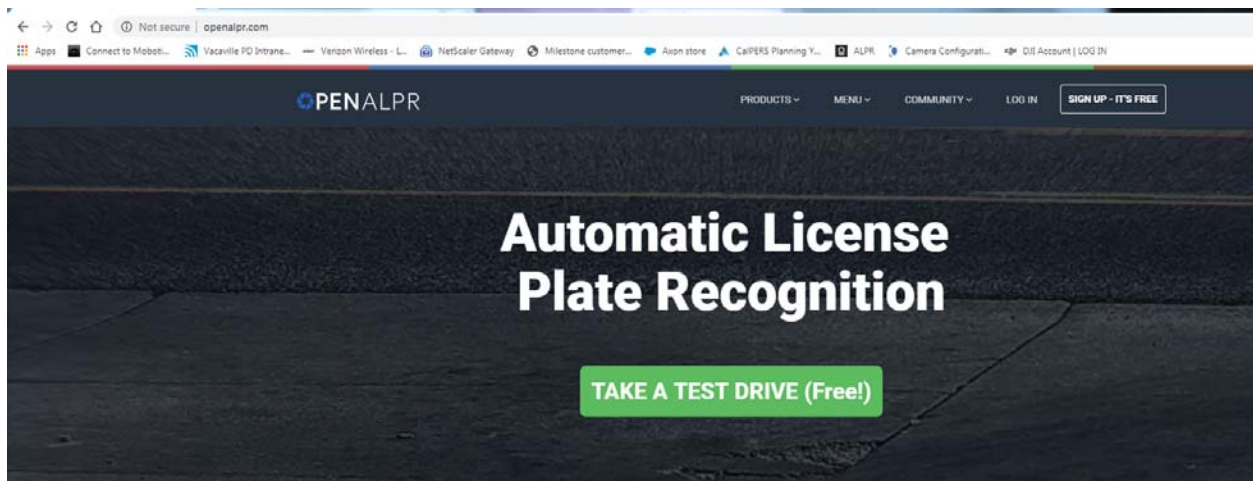 Not secure | openalpr.com
Apps Connect to Moboti... Vacaville PD Intrane... Verizon Wireless - L... NetScaler Gateway Milestone customer... Axon store CalPERS Planning Y... ALPR Camera Configurati... DJI Account | LOG IN
OPENALPR PRODUCTS MENU COMMUNITY LOG IN SIGN UP - IT'S FREE
Automatic License
Plate Recognition
TAKE A TEST DRIVE (Free!)